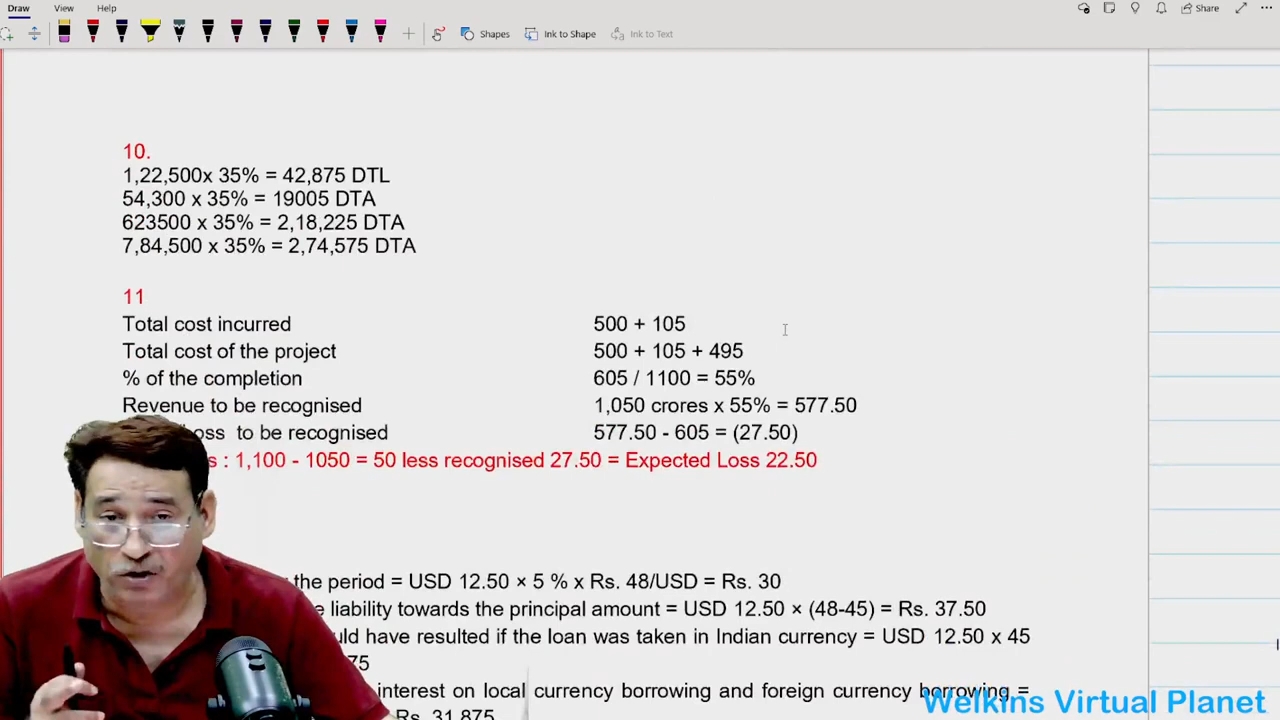 Draw View Help
Share
Shapes Ink to Shape Ink to Text
10.
1,22,500x 35% = 42,875 DTL
54,300 x 35% = 19005 DTA
623500 x 35% = 2,18,225 DTA
7,84,500 x 35% = 2,74,575 DTA
11
Total cost incurred 500 + 105
Total cost of the project 500 + 105 + 495
% of the completion 605 / 1100 = 55%
Revenue to be recognised 1,050 crores x 55% = 577.50
to be recognised 577.50 - 605 = (27.50)
: 1,100 - 1050 = 50 less recognised 27.50 = Expected Loss 22.50
the period = USD 12.50 × 5 % x Rs. 48/USD = Rs. 30
liability towards the principal amount = USD 12.50 × (48-45) = Rs. 37.50
have resulted if the loan was taken in Indian currency = USD 12.50 x 45
interest on local currency borrowing and foreign currency borrowing =
Rs. 31.875
Welkins Virtual Planet